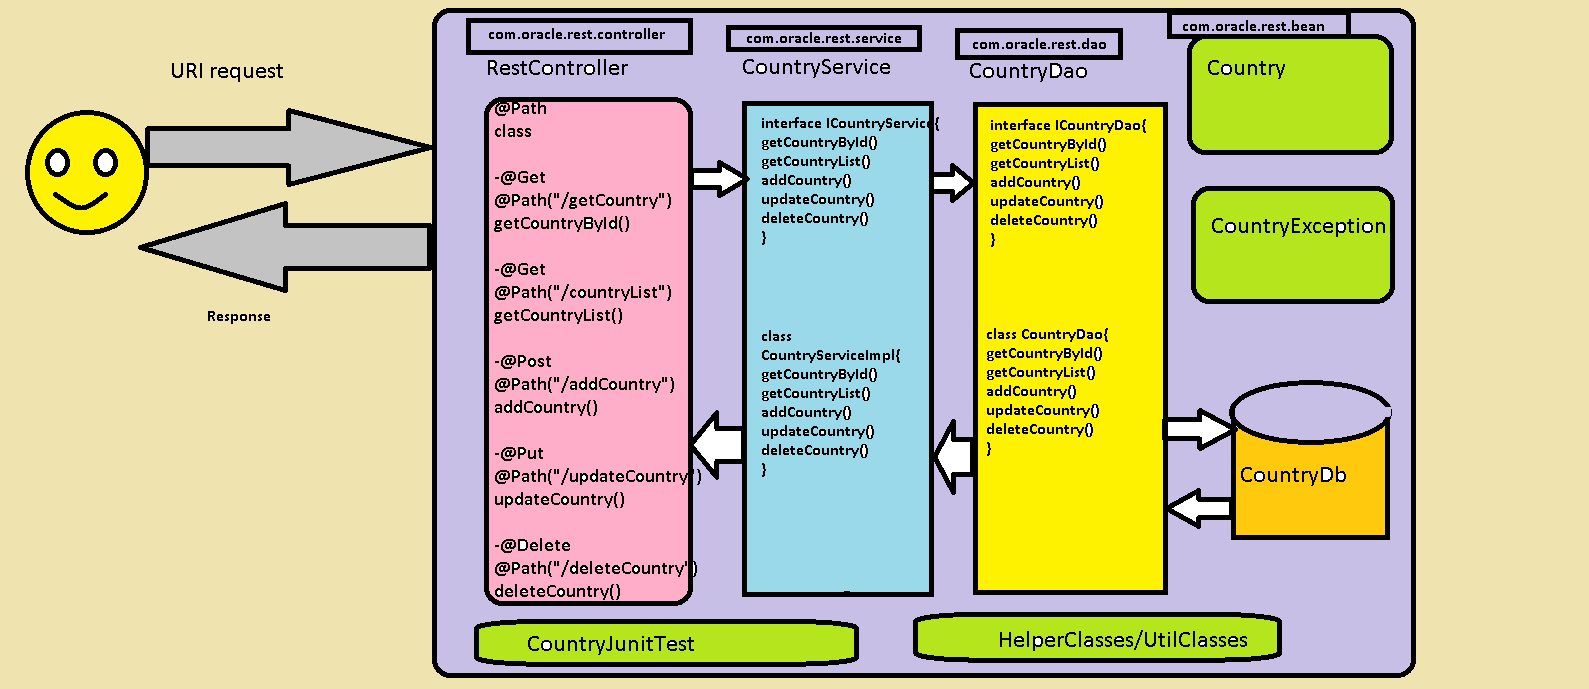 URI request
Response
com.oracle.rest.controller
RestController
@Path
class
-@Get
@Path("/getCountry")
getCountryById()
-@Get
@Path("/countryList")
getCountryList()
-@Post
@Path("/addCountry")
addCountry()
-@Put
@Path("/updateCountry")
updateCountry()
-@Delete
@Path("/deleteCountry")
deleteCountry()
com.oracle.rest.service
CountryService
interface ICountryService{
getCountryById()
getCountryList()
addCountry()
updateCountry()
deleteCountry()
}
class
CountryServiceImpl{
getCountryById()
getCountryList()
addCountry()
updateCountry()
deleteCountry()
}
com.oracle.rest.dao
CountryDao
interface ICountryDao{
getCountryById()
getCountryList()
addCountry()
updateCountry()
deleteCountry()
}
class CountryDao{
getCountryById()
getCountryList()
addCountry()
updateCountry()
deleteCountry()
}
com.oracle.rest.bean
Country
CountryException
CountryDb
CountryJunitTest
HelperClasses/UtilClasses